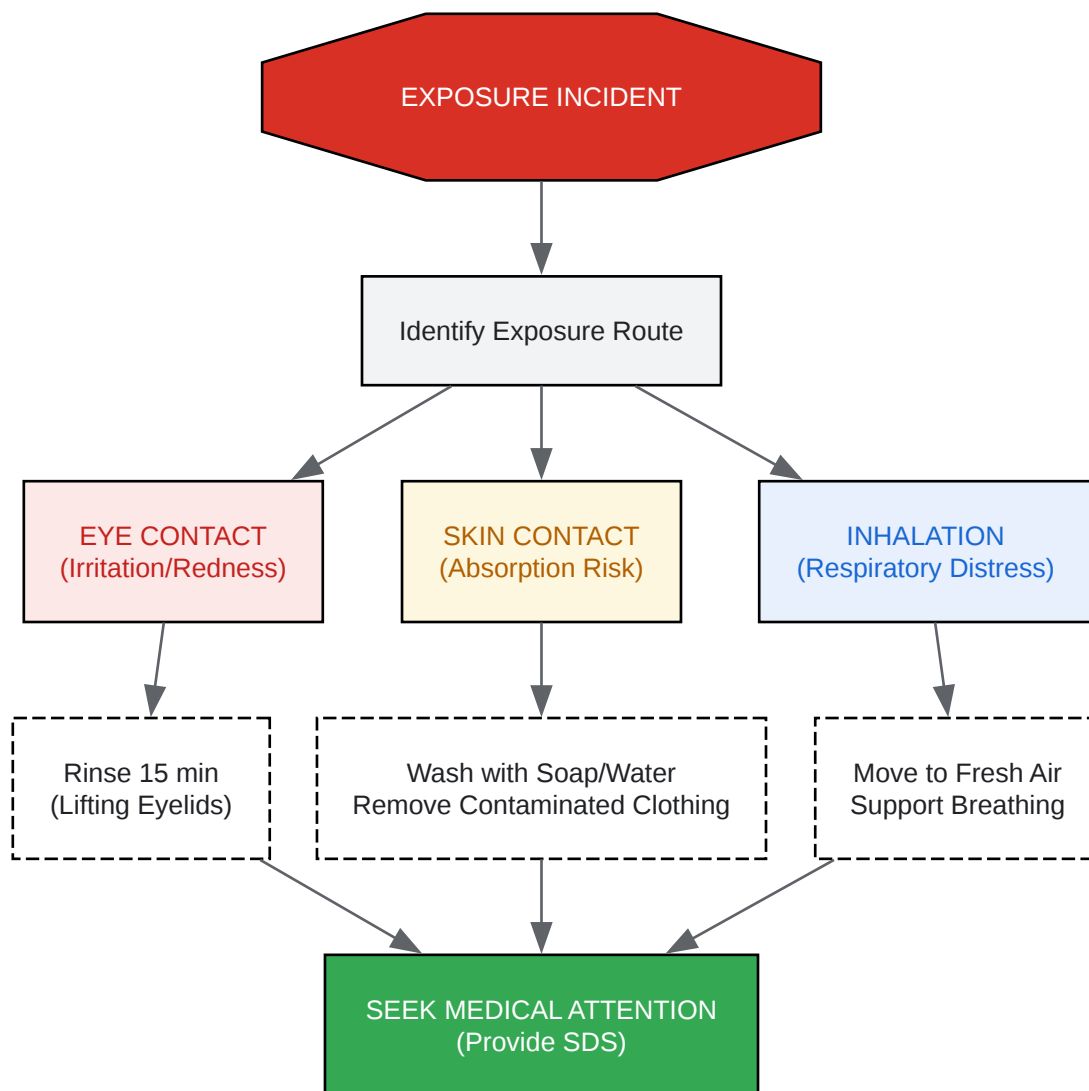 EXPOSURE INCIDENT
Identify Exposure Route
EYE CONTACT
(Irritation/Redness)
SKIN CONTACT
(Absorption Risk)
INHALATION
(Respiratory Distress)
Rinse 15 min
(Lifting Eyelids)
Wash with Soap/Water
Remove Contaminated Clothing
Move to Fresh Air
Support Breathing
SEEK MEDICAL ATTENTION
(Provide SDS)